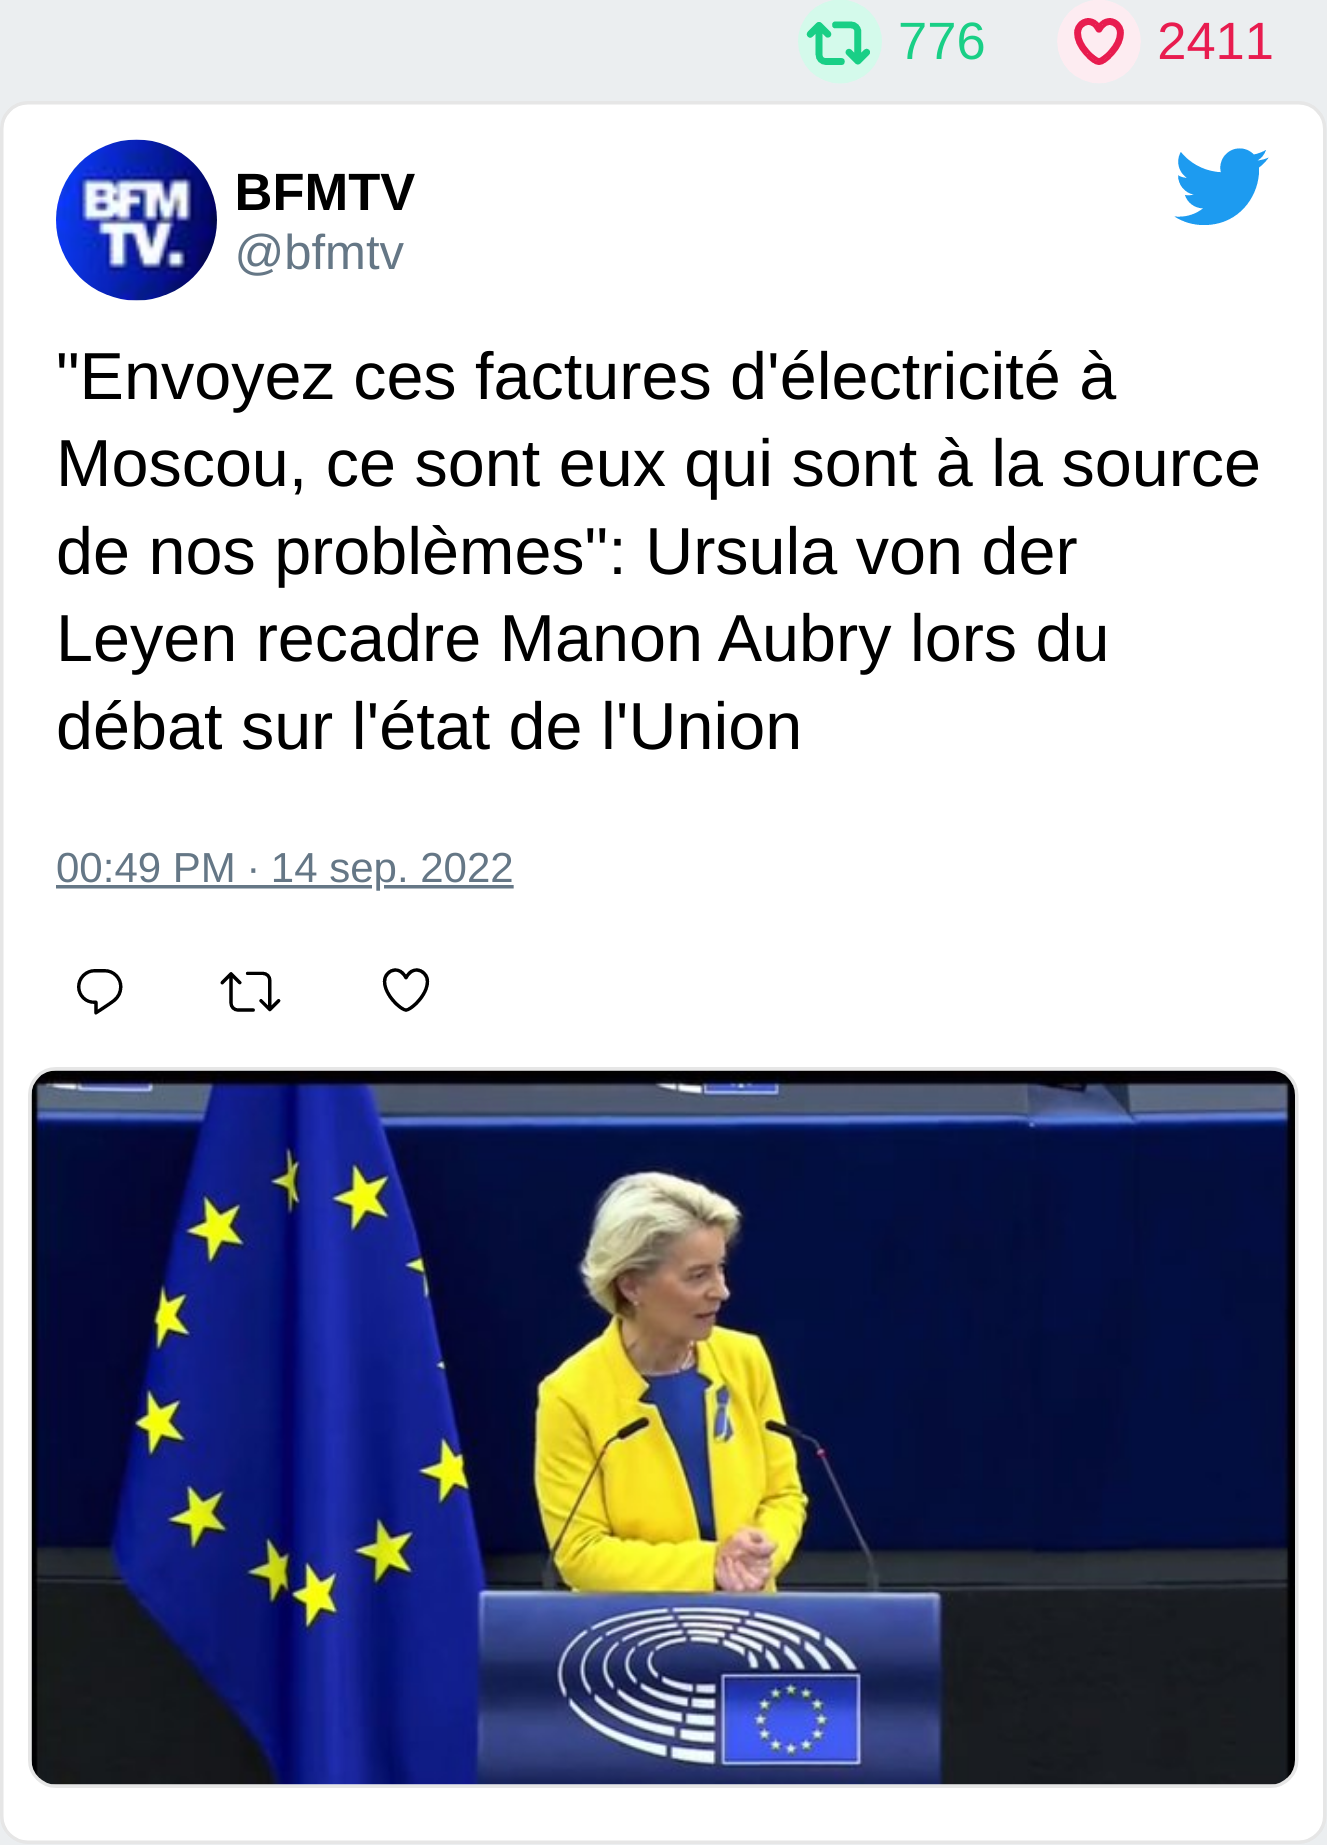 776 2411
BFM
TV.
BFMTV
@bfmtv
"Envoyez ces factures d'électricité à
Moscou, ce sont eux qui sont à la source
de nos problèmes": Ursula von der
Leyen recadre Manon Aubry lors du
débat sur l'état de l'Union
00:49 PM · 14 sep. 2022